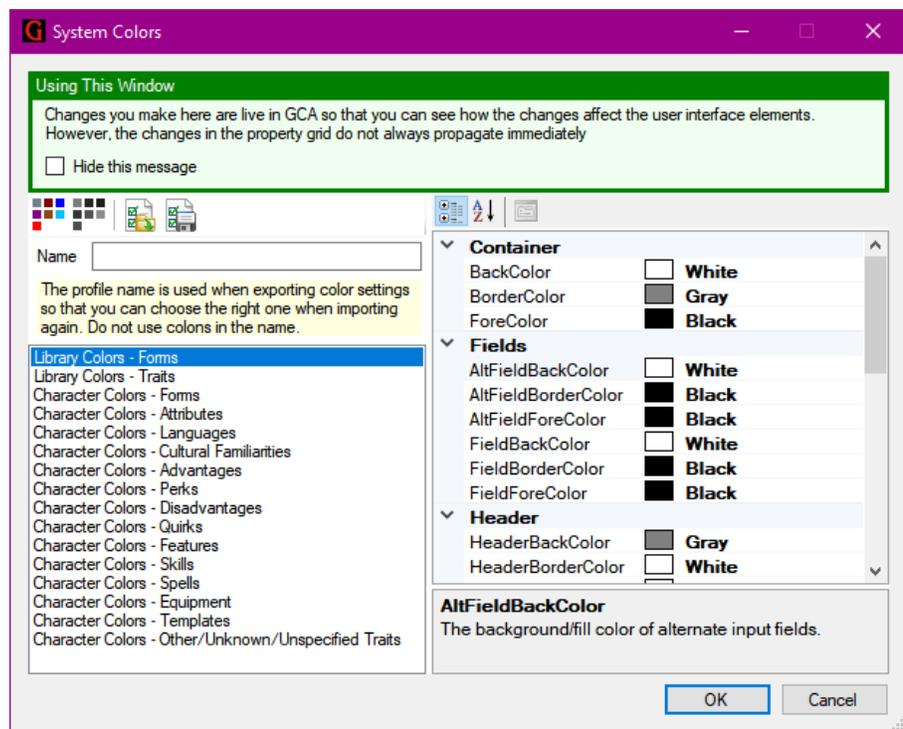 System Colors
Using This Window
Changes you make here are live in GCA so that you can see how the changes affect the user interface elements.
However, the changes in the property grid do not always propagate immediately
Hide this message
Name
The profile name is used when exporting color settings
so that you can choose the right one when importing
again. Do not use colons in the name.
Library Colors - Forms
Library Colors - Traits
Character Colors - Forms
Character Colors - Attributes
Character Colors - Languages
Character Colors - Cultural Familiarities
Character Colors - Advantages
Character Colors - Perks
Character Colors - Disadvantages
Character Colors - Quirks
Character Colors - Features
Character Colors - Skills
Character Colors - Spells
Character Colors - Equipment
Character Colors - Templates
Character Colors - Other/Unknown/Unspecified Traits
Container
BackColor White
BorderColor Gray
ForeColor Black
Fields
AltFieldBackColor White
AltFieldBorderColor Black
AltFieldForeColor Black
FieldBackColor White
FieldBorderColor Black
FieldForeColor Black
Header
HeaderBackColor Gray
HeaderBorderColor White
AltFieldBackColor
The background/fill color of alternate input fields.
OK Cancel